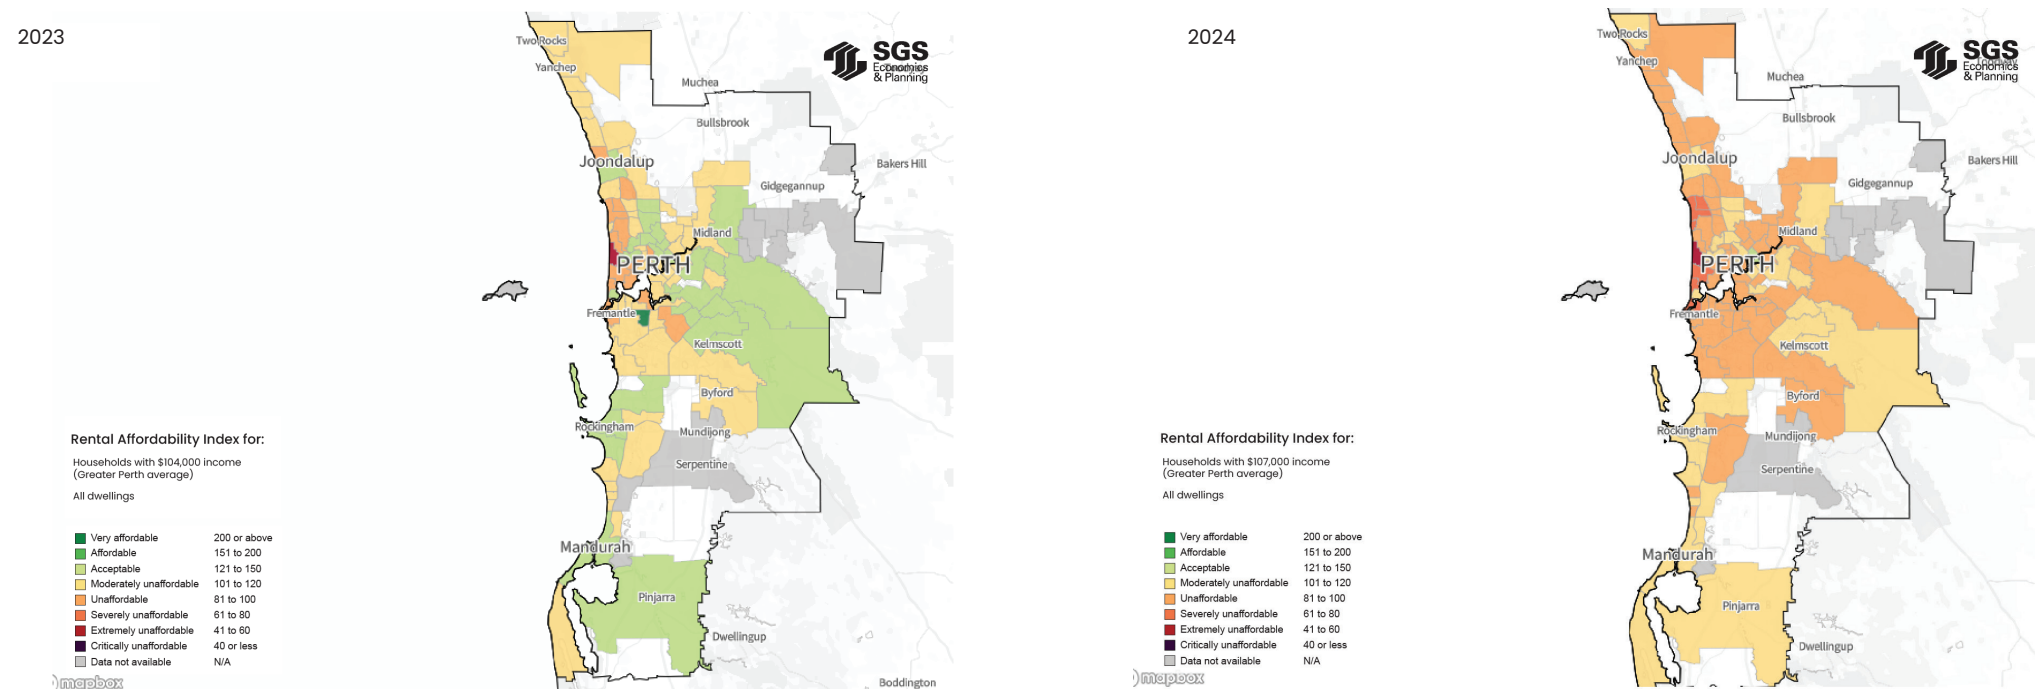 2023
SGS
Economics
& Planning
Two Rocks
Yanchep
Muchea
Bullsbrook
Joondalup
Bakers Hill
Gidgegannup
Midland
PERTH
Fremantle
Kelmscott
Byford
Rockingham
Mundijong
Serpentine
Mandurah
Pinjarra
Dwellingup
Boddington
Rental Affordability Index for:
Households with $104,000 income
(Greater Perth average)
All dwellings
Very affordable 200 or above
Affordable 151 to 200
Acceptable 121 to 150
Moderately unaffordable 101 to 120
Unaffordable 81 to 100
Severely unaffordable 61 to 80
Extremely unaffordable 41 to 60
Critically unaffordable 40 or less
Data not available N/A
mapbox
2024
SGS
Economics
& Planning
Two Rocks
Yanchep
Muchea
Bullsbrook
Joondalup
Bakers Hill
Gidgegannup
Midland
PERTH
Fremantle
Kelmscott
Byford
Rockingham
Mundijong
Serpentine
Mandurah
Pinjarra
Dwellingup
Rental Affordability Index for:
Households with $107,000 income
(Greater Perth average)
All dwellings
Very affordable 200 or above
Affordable 151 to 200
Acceptable 121 to 150
Moderately unaffordable 101 to 120
Unaffordable 81 to 100
Severely unaffordable 61 to 80
Extremely unaffordable 41 to 60
Critically unaffordable 40 or less
Data not available N/A
mapbox